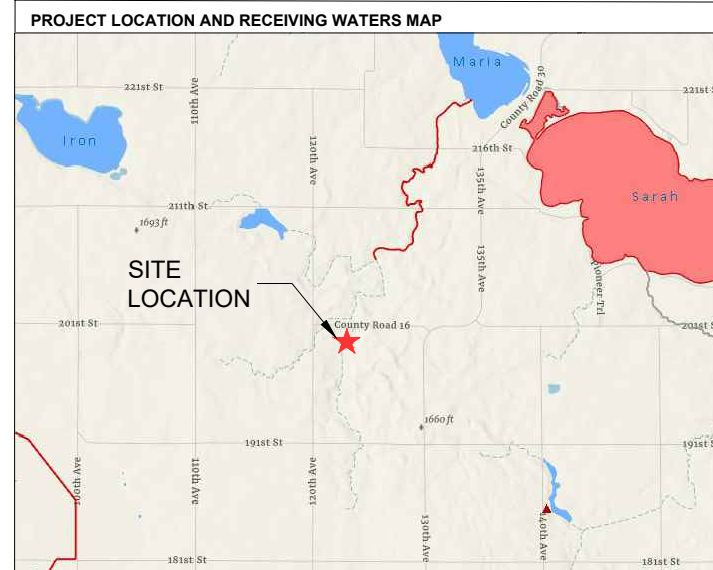 PROJECT LOCATION AND RECEIVING WATERS MAP
Maria
221st St
110th Ave
County Road 30
221st
Iron
120th Ave
216th St
135th Ave
Sarah
211th St
1693 ft
SITE
LOCATION
135th Ave
Pioneer Trl
201st St
County Road 16
201st S
1660 ft
191st St
191st S
100th Ave
110th Ave
120th Ave
130th Ave
140th Ave
181st St
181st St